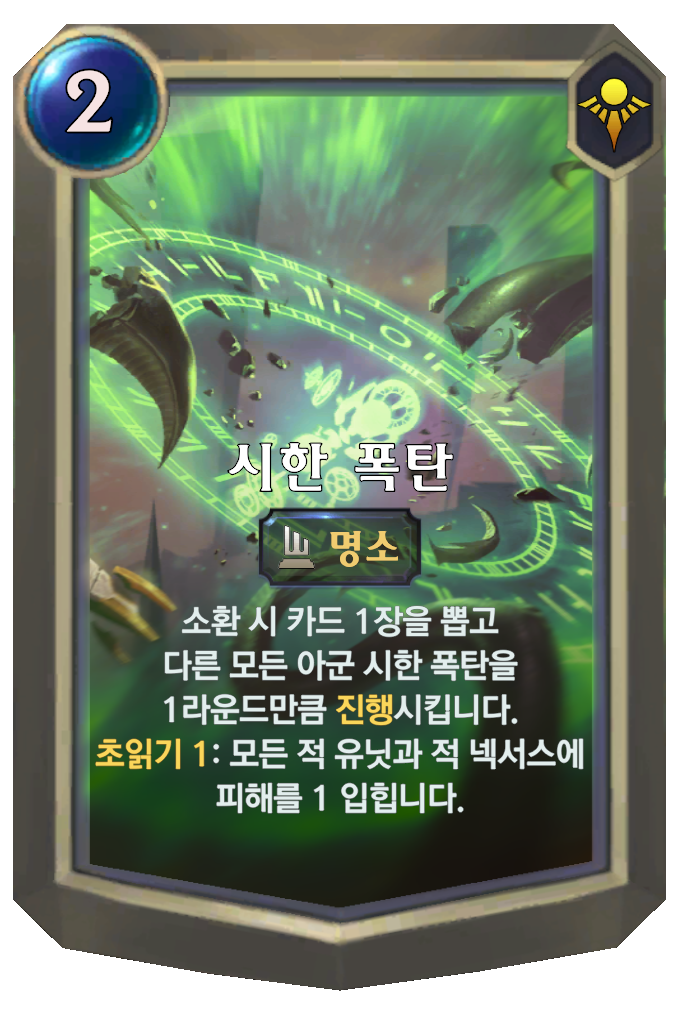 2
시한 폭탄
명소
소환 시 카드 1장을 뽑고
다른 모든 아군 시한 폭탄을
1라운드만큼 진행시킵니다.
초읽기 1: 모든 적 유닛과 적 넥서스에
피해를 1 입힙니다.